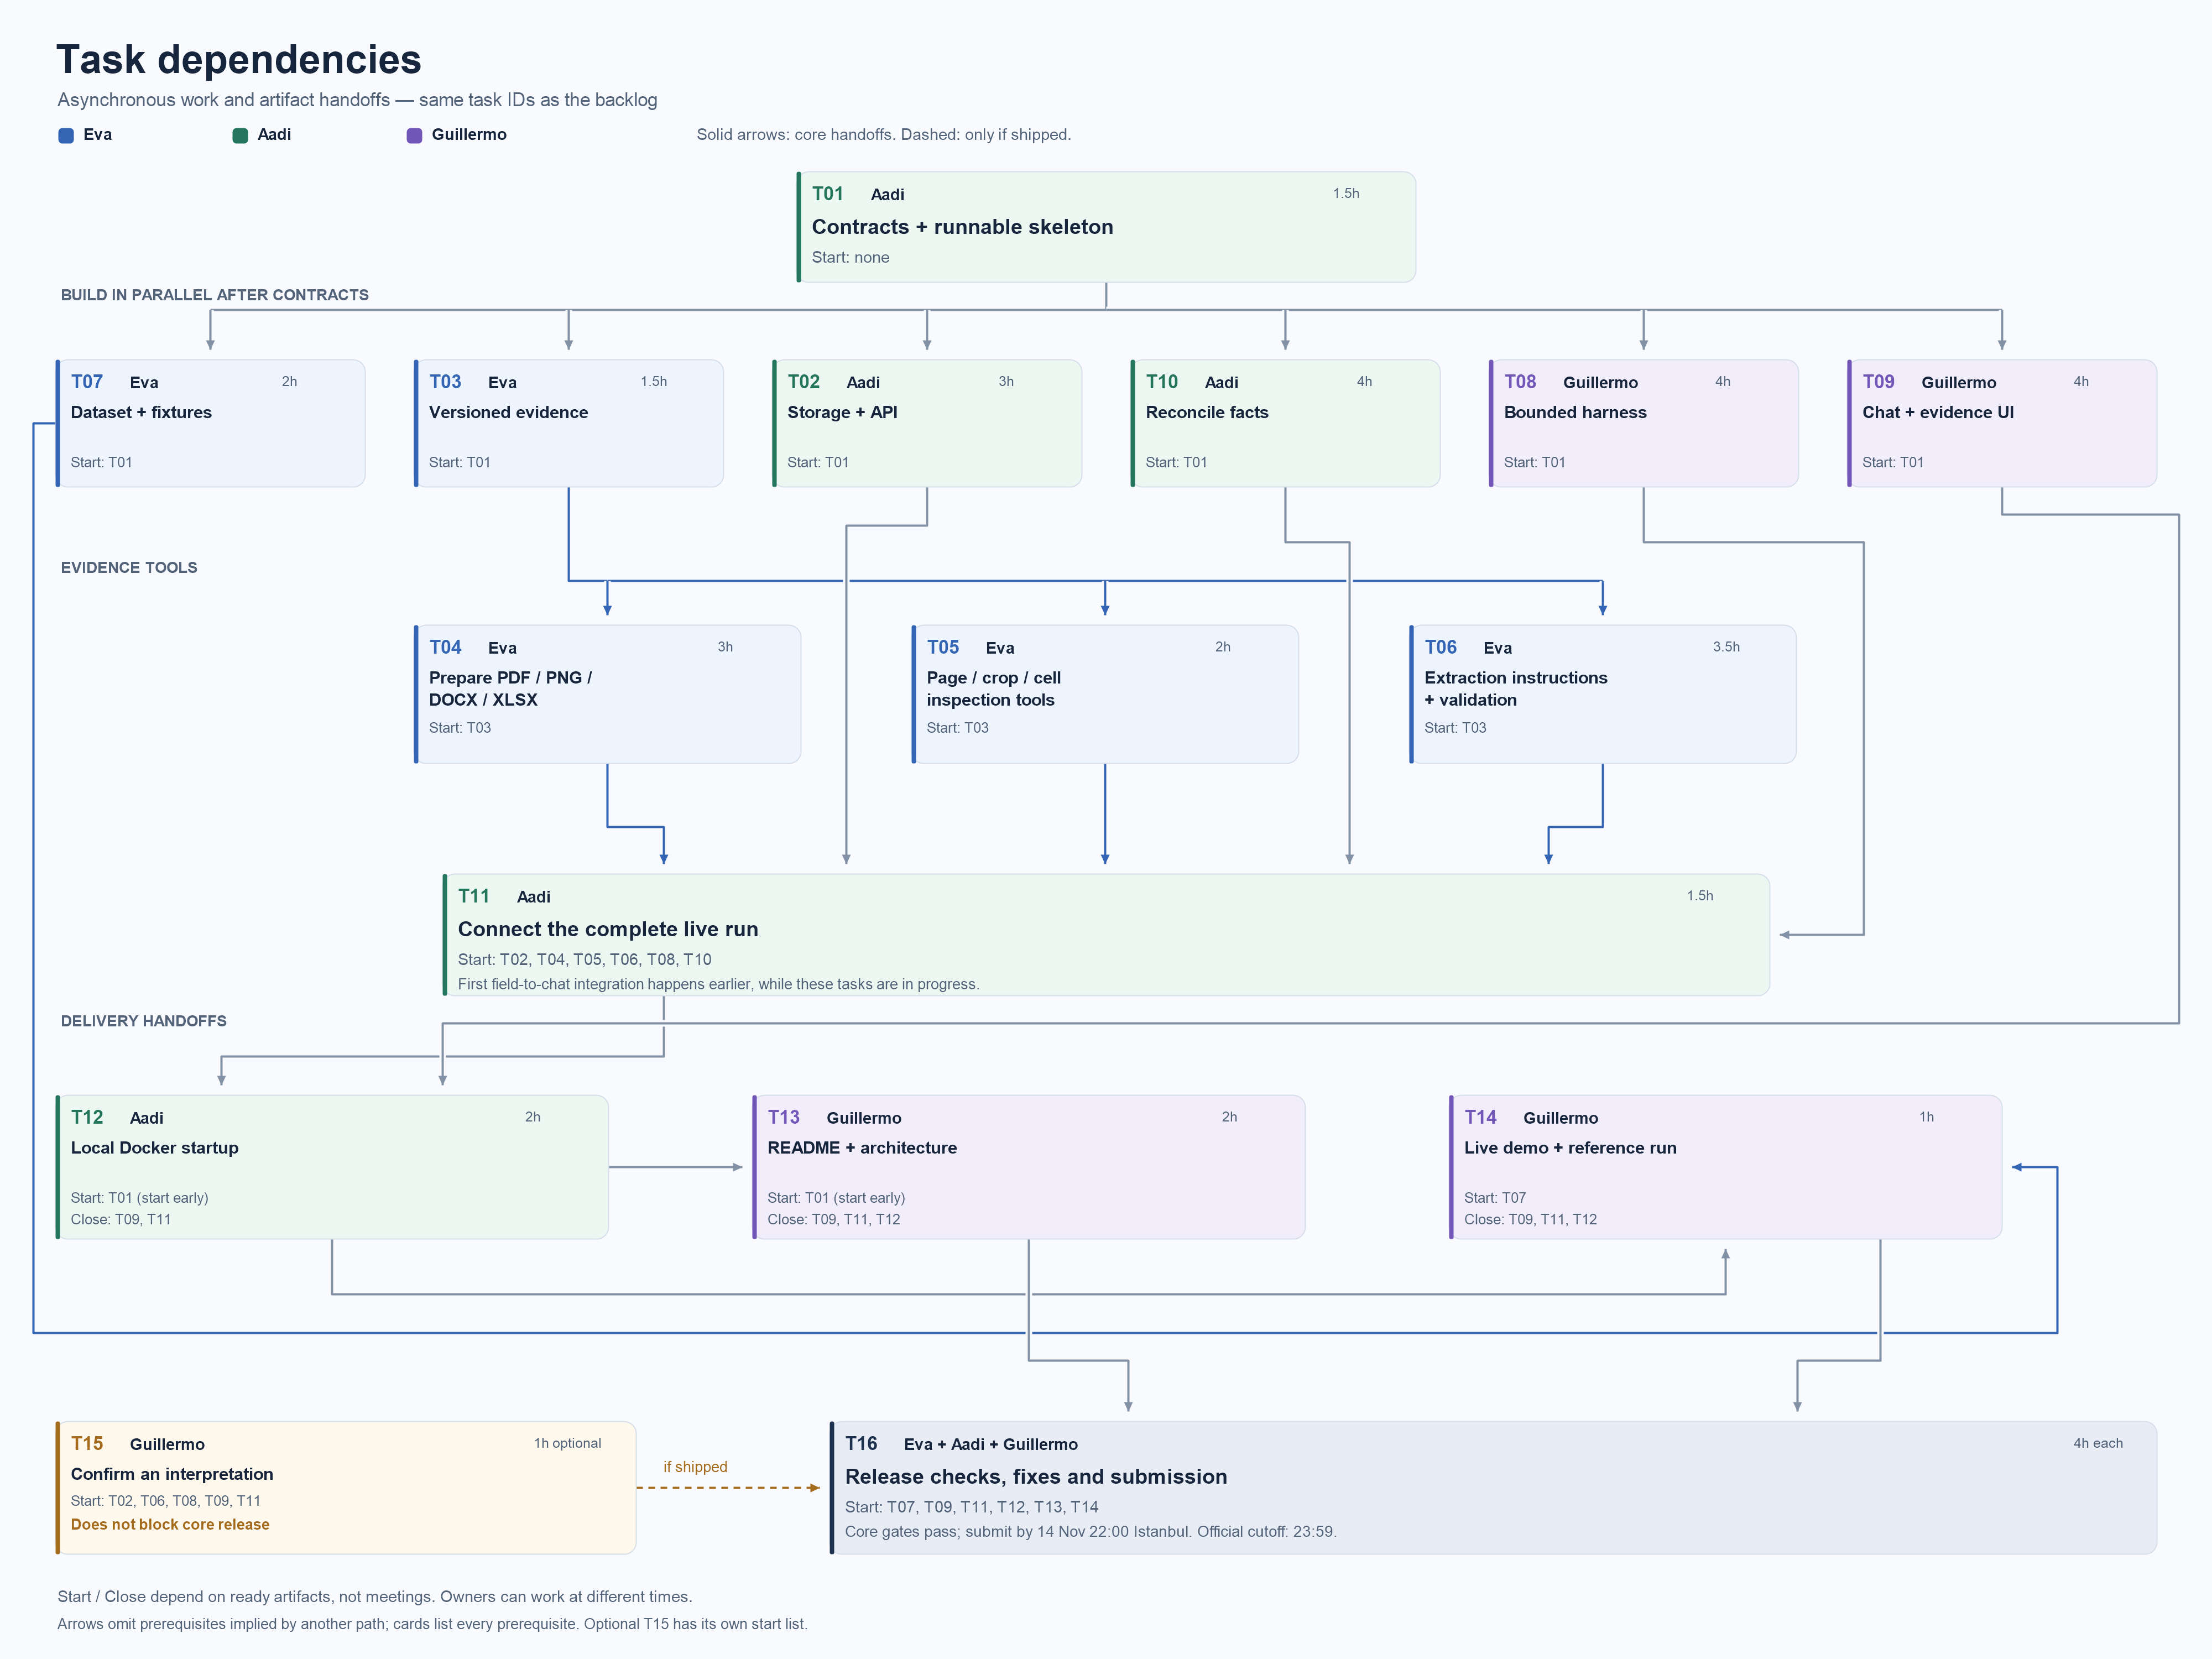 Task dependencies
Asynchronous work and artifact handoffs — same task IDs as the backlog
Eva
Aadi
Guillermo
Solid arrows: core handoffs. Dashed: only if shipped.
T01 Aadi 1.5h
Contracts + runnable skeleton
Start: none
BUILD IN PARALLEL AFTER CONTRACTS
T07 Eva 2h
Dataset + fixtures
Start: T01
T03 Eva 1.5h
Versioned evidence
Start: T01
T02 Aadi 3h
Storage + API
Start: T01
T10 Aadi 4h
Reconcile facts
Start: T01
T08 Guillermo 4h
Bounded harness
Start: T01
T09 Guillermo 4h
Chat + evidence UI
Start: T01
EVIDENCE TOOLS
T04 Eva 3h
Prepare PDF / PNG /
DOCX / XLSX
Start: T03
T05 Eva 2h
Page / crop / cell
inspection tools
Start: T03
T06 Eva 3.5h
Extraction instructions
+ validation
Start: T03
T11 Aadi 1.5h
Connect the complete live run
Start: T02, T04, T05, T06, T08, T10
First field-to-chat integration happens earlier, while these tasks are in progress.
DELIVERY HANDOFFS
T12 Aadi 2h
Local Docker startup
Start: T01 (start early)
Close: T09, T11
T13 Guillermo 2h
README + architecture
Start: T01 (start early)
Close: T09, T11, T12
T14 Guillermo 1h
Live demo + reference run
Start: T07
Close: T09, T11, T12
T15 Guillermo 1h optional
Confirm an interpretation
Start: T02, T06, T08, T09, T11
Does not block core release
if shipped
T16 Eva + Aadi + Guillermo 4h each
Release checks, fixes and submission
Start: T07, T09, T11, T12, T13, T14
Core gates pass; submit by 14 Nov 22:00 Istanbul. Official cutoff: 23:59.
Start / Close depend on ready artifacts, not meetings. Owners can work at different times.
Arrows omit prerequisites implied by another path; cards list every prerequisite. Optional T15 has its own start list.